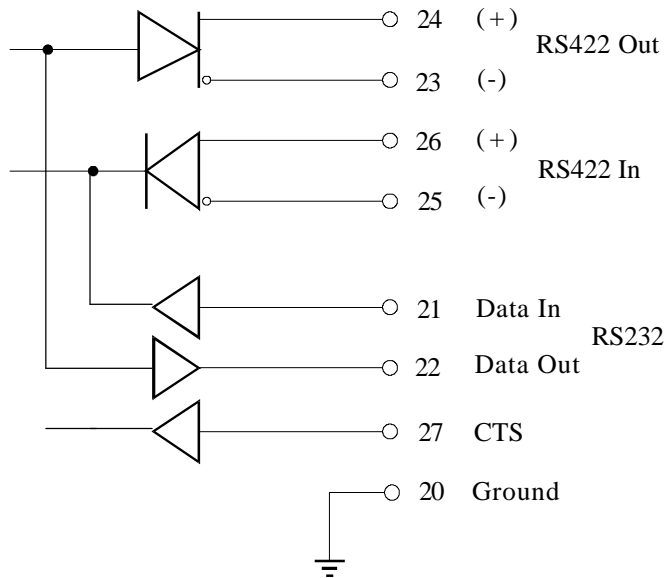 24 (+)
RS422 Out
23 (-)
26 (+)
RS422 In
25 (-)
21 Data In
RS232
22 Data Out
27 CTS
20 Ground